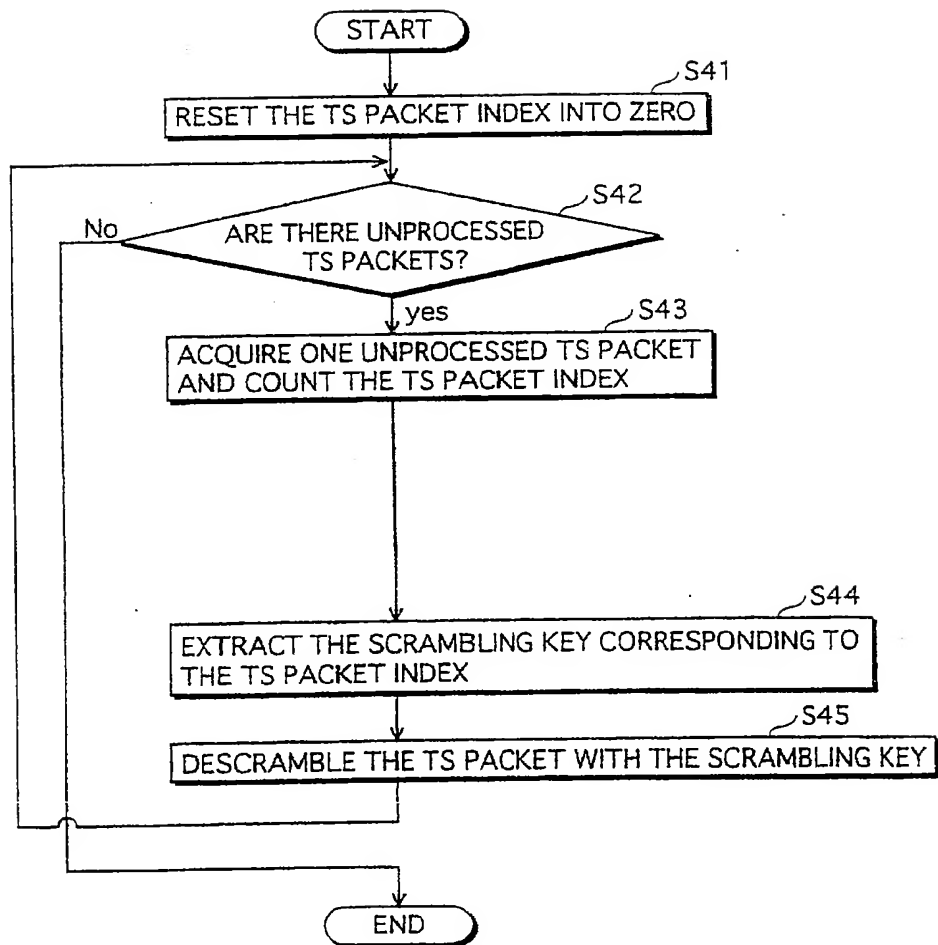 START
S41
RESET THE TS PACKET INDEX INTO ZERO
S42
No
ARE THERE UNPROCESSED
TS PACKETS?
yes
S43
ACQUIRE ONE UNPROCESSED TS PACKET
AND COUNT THE TS PACKET INDEX
S44
EXTRACT THE SCRAMBLING KEY CORRESPONDING TO
THE TS PACKET INDEX
S45
DESCRAMBLE THE TS PACKET WITH THE SCRAMBLING KEY
END